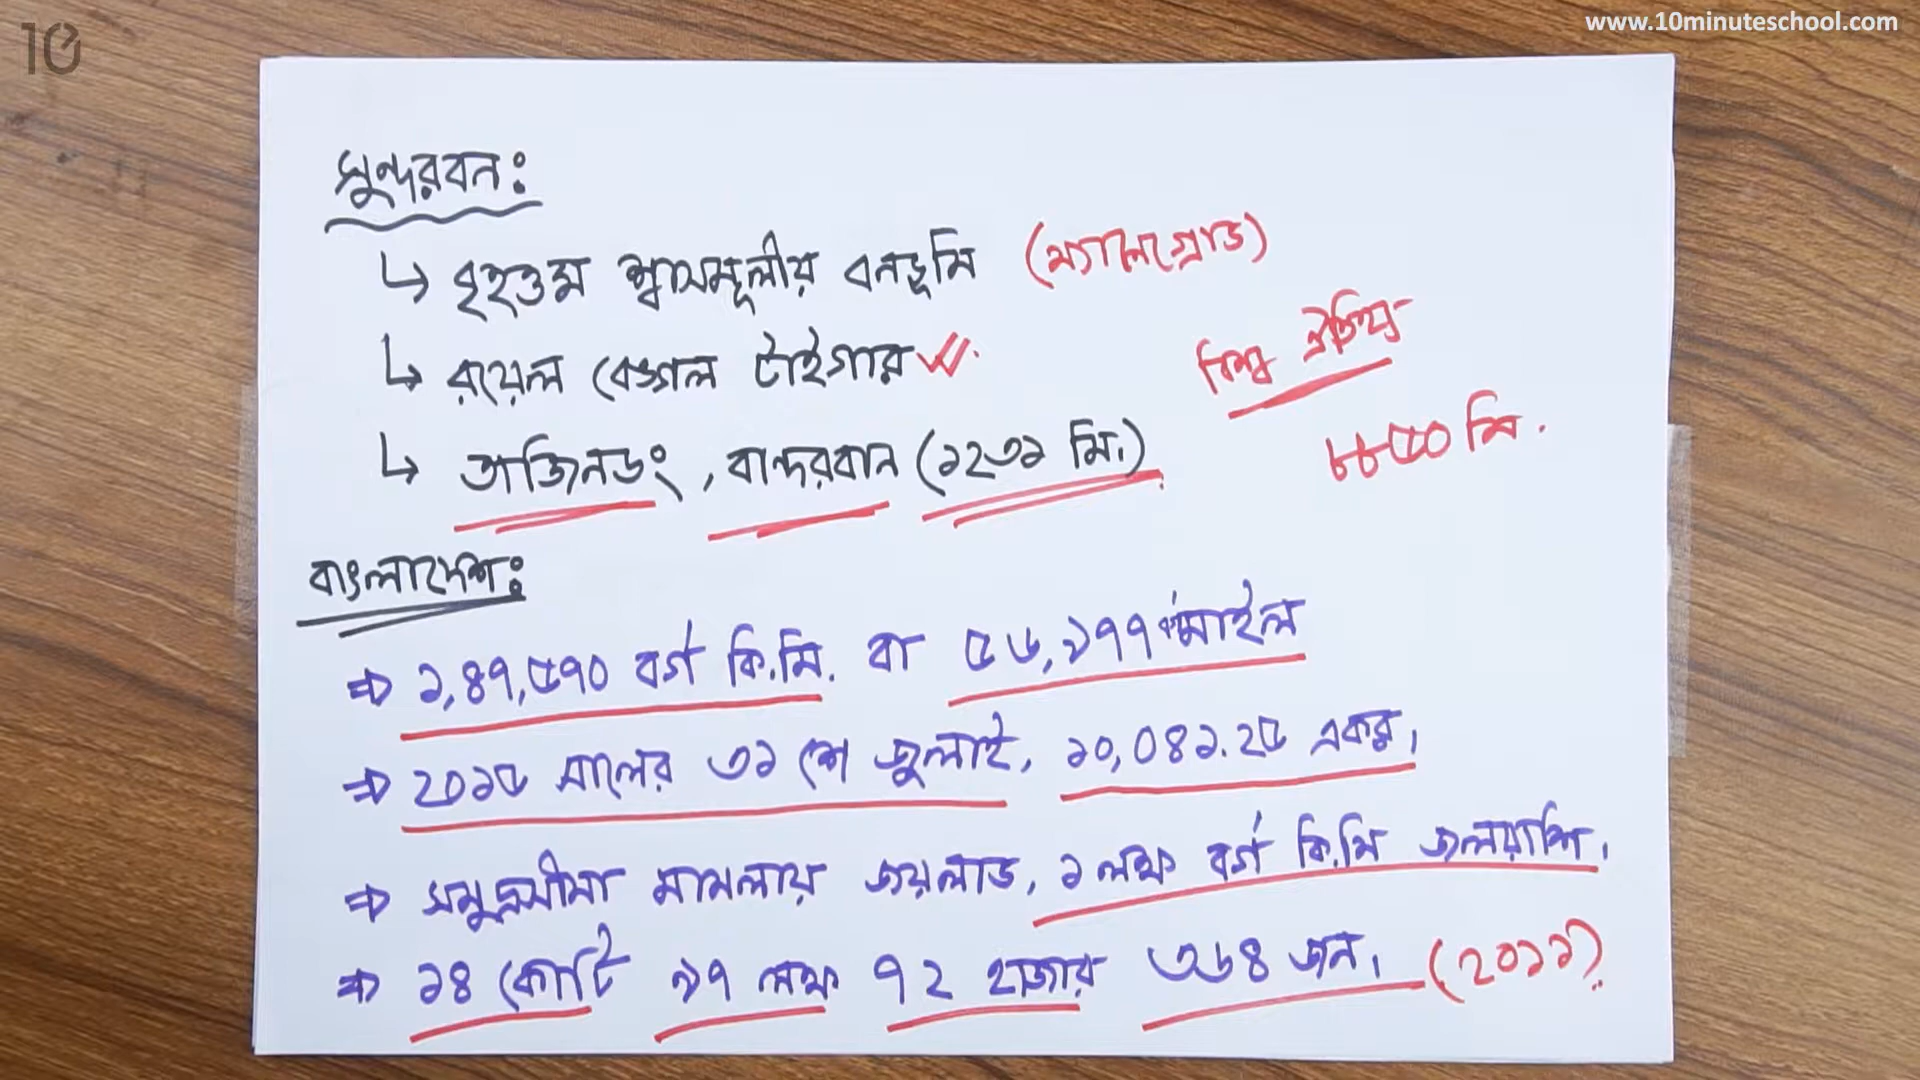 10
www.10minuteschool.com
সুন্দরবন:
↳ বৃহত্তম শ্বাসমূলীয় বনভূমি (ম্যানগ্রোভ)
↳ রয়েল বেঙ্গল টাইগার
বিশ্ব ঐতিহ্য
↳ তাজিনডং, বান্দরবান (১২৩১ মি.)
৮৮৫০ মি.
বাংলাদেশ:
⇒ ১,৪৭,৫৭০ বর্গ কি.মি. বা ৫৬,৯৭৭ বর্গমাইল
⇒ ২০১৫ সালের ৩১ শে জুলাই, ১০,০৪১.২৫ একর।
⇒ সমুদ্রসীমা মামলায় জয়লাভ, ১ লক্ষ বর্গ কি.মি জলরাশি।
⇒ ১৪ কোটি ৯৭ লক্ষ ৭২ হাজার ৩৬৪ জন। (২০১১)